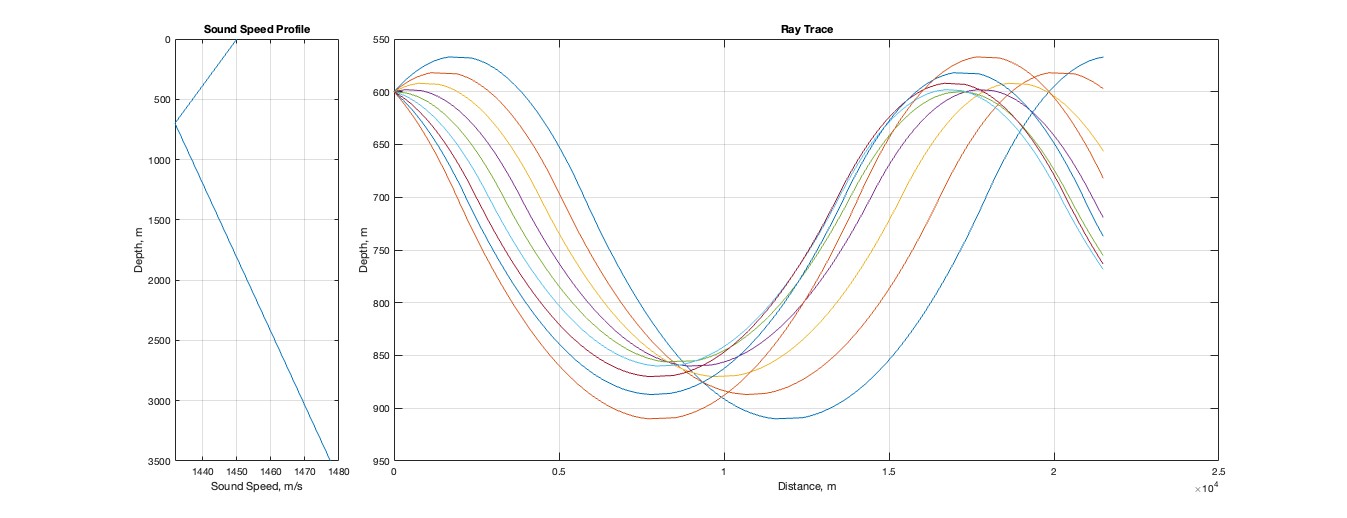 Sound Speed Profile
0
500
1000
1500
2000
2500
3000
3500
Depth, m
1440 1450 1460 1470 1480
Sound Speed, m/s
Ray Trace
550
600
650
700
750
800
850
900
950
Depth, m
0 0.5 1 1.5 2 2.5
Distance, m
×10⁴